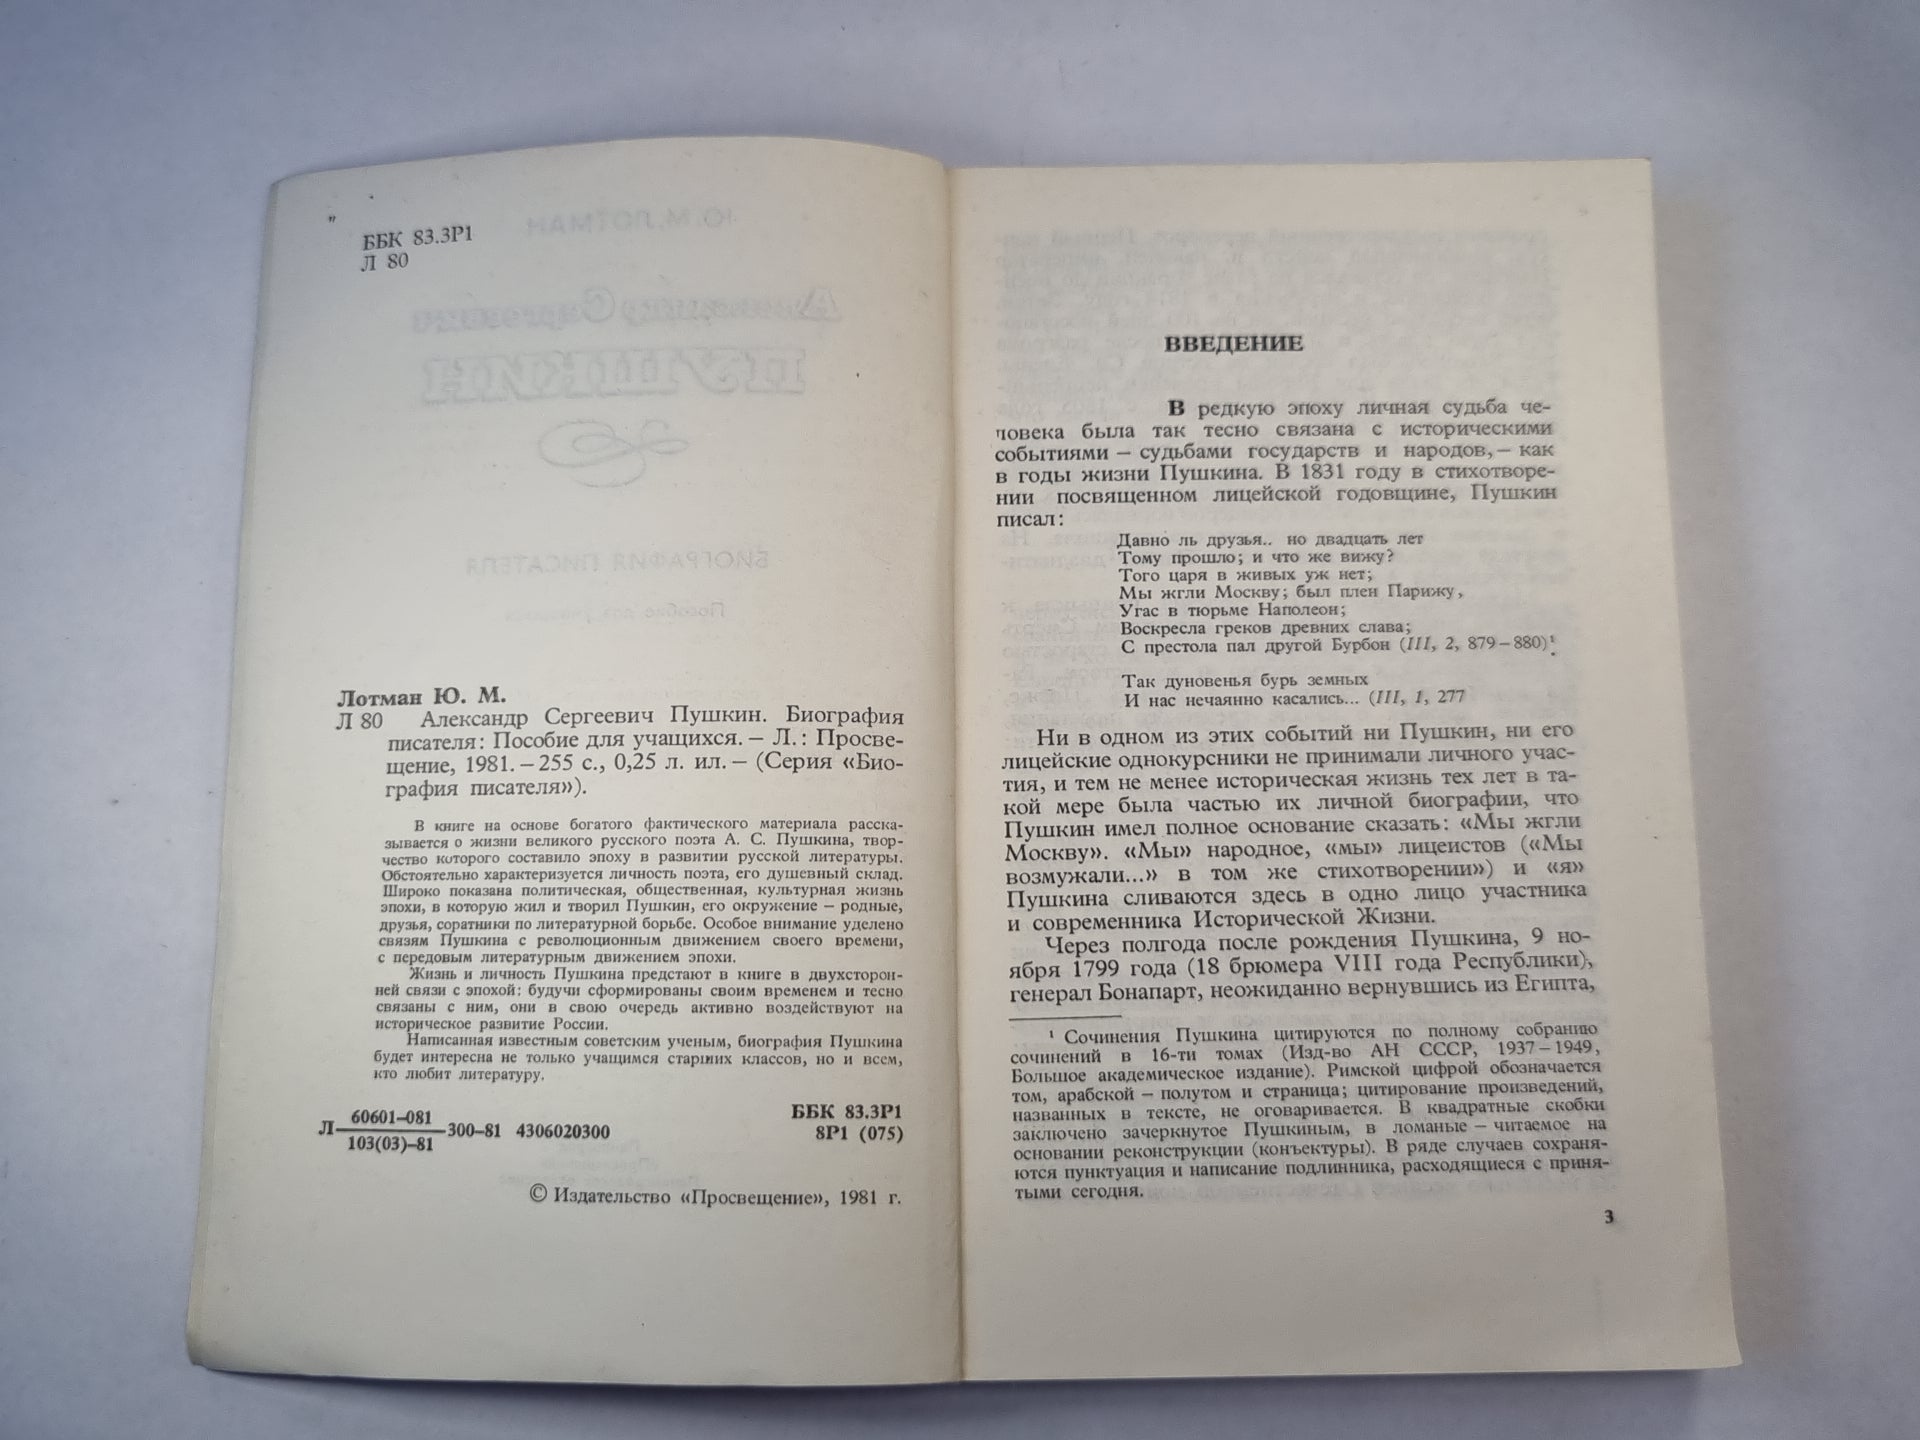 ББК 83.3Р1
Л 80
Лотман Ю. М.
Л 80 Александр Сергеевич Пушкин. Биография
писателя: Пособие для учащихся. — Л.: Просве-
щение, 1981. — 255 с., 0,25 л. ил. — (Серия «Био-
графия писателя»).
В книге на основе богатого фактического материала расска-
зывается о жизни великого русского поэта А. С. Пушкина, твор-
чество которого составило эпоху в развитии русской литературы.
Обстоятельно характеризуется личность поэта, его душевный склад.
Широко показана политическая, общественная, культурная жизнь
эпохи, в которую жил и творил Пушкин, его окружение — родные,
друзья, соратники по литературной борьбе. Особое внимание уделено
связям Пушкина с революционным движением своего времени,
с передовым литературным движением эпохи.
Жизнь и личность Пушкина предстают в книге в двухсторон-
ней связи с эпохой: будучи сформированы своим временем и тесно
связаны с ним, они в свою очередь активно воздействуют на
историческое развитие России.
Написанная известным советским ученым, биография Пушкина
будет интересна не только учащимся старших классов, но и всем,
кто любит литературу.
Л 60601–081
103(03)–81 300–81 4306020300
ББК 83.3Р1
8Р1 (075)
© Издательство «Просвещение», 1981 г.
ВВЕДЕНИЕ
В редкую эпоху личная судьба че-
ловека была так тесно связана с историческими
событиями — судьбами государств и народов, — как
в годы жизни Пушкина. В 1831 году в стихотворе-
нии посвященном лицейской годовщине, Пушкин
писал:
Давно ль друзья.. но двадцать лет
Тому прошло; и что же вижу?
Того царя в живых уж нет;
Мы жгли Москву; был плен Парижу,
Угас в тюрьме Наполеон;
Воскресла греков древних слава;
С престола пал другой Бурбон (III, 2, 879—880)¹.
Так дуновенья бурь земных
И нас нечаянно касались... (III, 1, 277
Ни в одном из этих событий ни Пушкин, ни его
лицейские однокурсники не принимали личного учас-
тия, и тем не менее историческая жизнь тех лет в та-
кой мере была частью их личной биографии, что
Пушкин имел полное основание сказать: «Мы жгли
Москву». «Мы» народное, «мы» лицеистов («Мы
возмужали...» в том же стихотворении») и «я»
Пушкина сливаются здесь в одно лицо участника
и современника Исторической Жизни.
Через полгода после рождения Пушкина, 9 но-
ября 1799 года (18 брюмера VIII года Республики),
генерал Бонапарт, неожиданно вернувшись из Египта,
¹ Сочинения Пушкина цитируются по полному собранию
сочинений в 16-ти томах (Изд-во АН СССР, 1937—1949,
Большое академическое издание). Римской цифрой обозначается
том, арабской — полутом и страница; цитирование произведений,
названных в тексте, не оговаривается. В квадратные скобки
заключено зачеркнутое Пушкиным, в ломаные — читаемое на
основании реконструкции (конъектуры). В ряде случаев сохраня-
ются пунктуация и написание подлинника, расходящиеся с приня-
тыми сегодня.
3